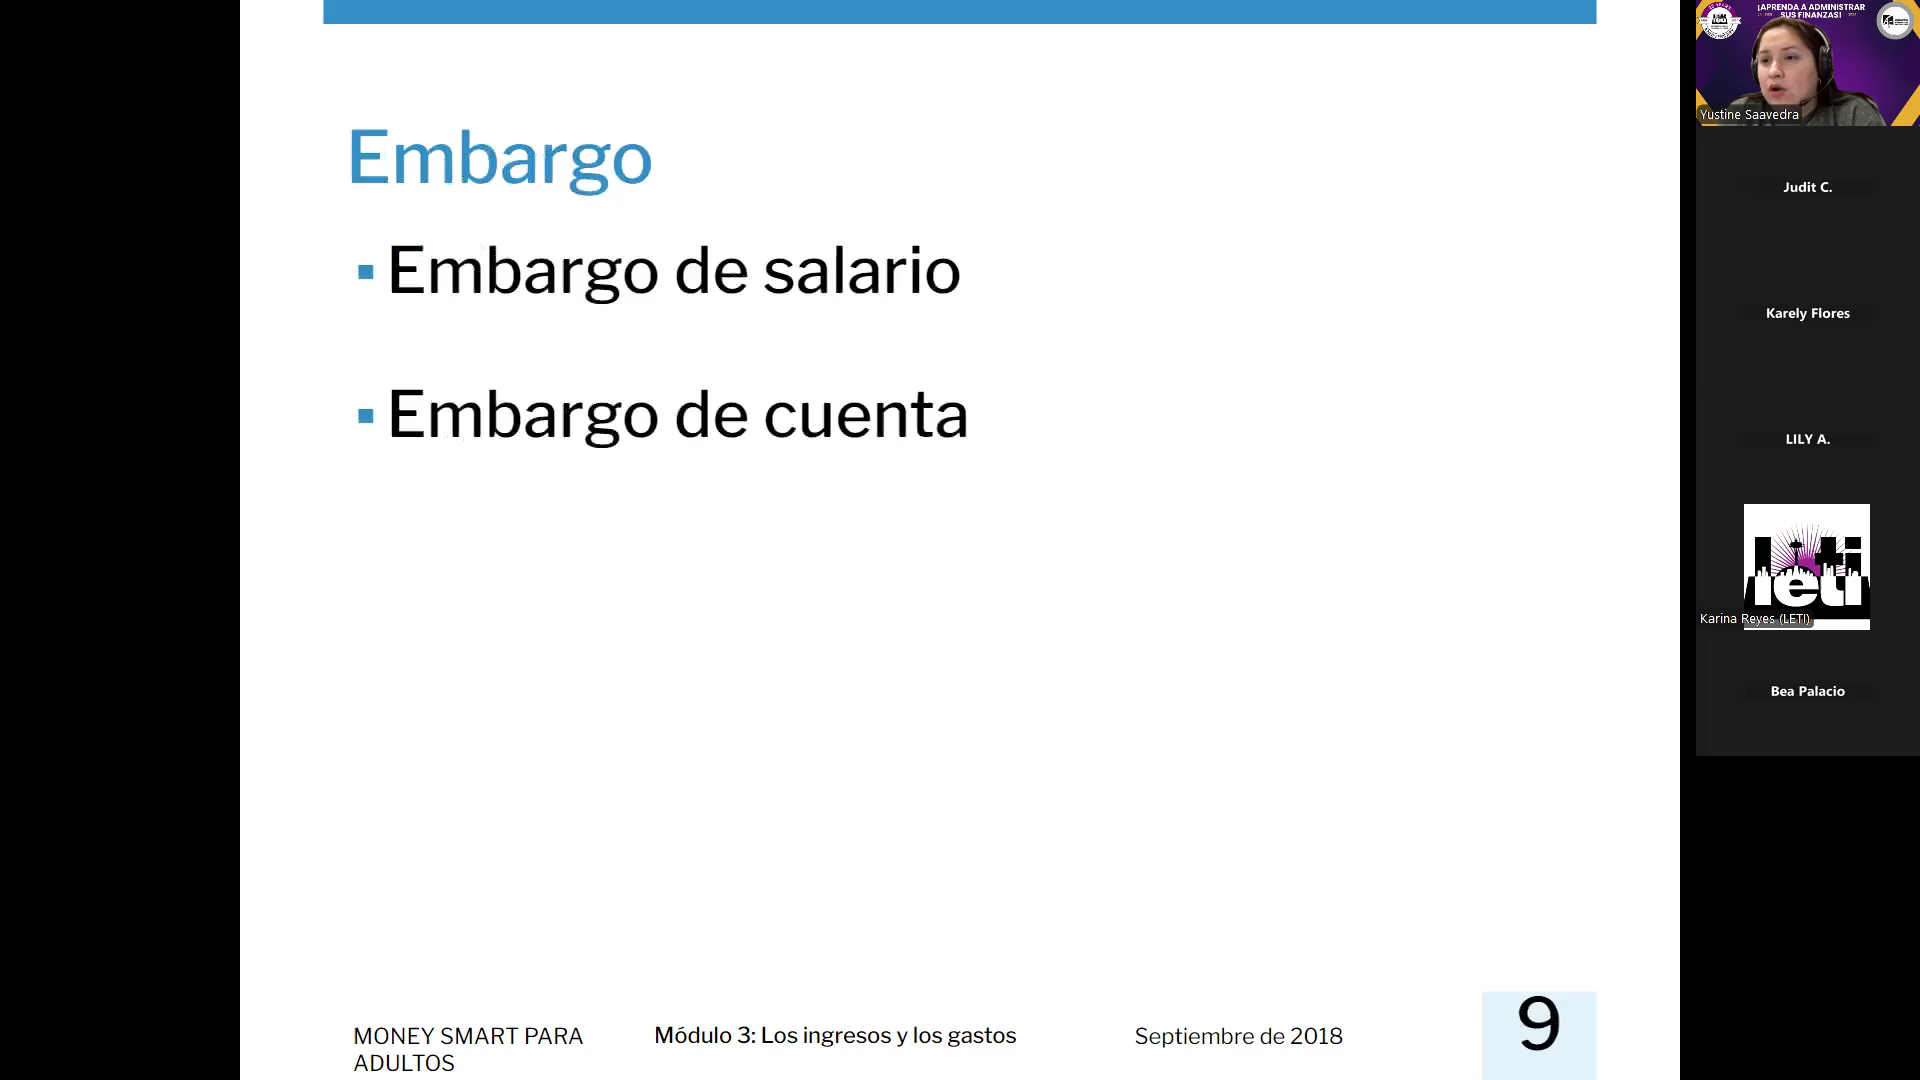 Embargo
▪ Embargo de salario
▪ Embargo de cuenta
MONEY SMART PARA
ADULTOS
Módulo 3: Los ingresos y los gastos
Septiembre de 2018
9
¡APRENDA A ADMINISTRAR
SUS FINANZAS!
Yustine Saavedra
Judit C.
Karely Flores
LILY A.
leti
Karina Reyes (LETI)
Bea Palacio